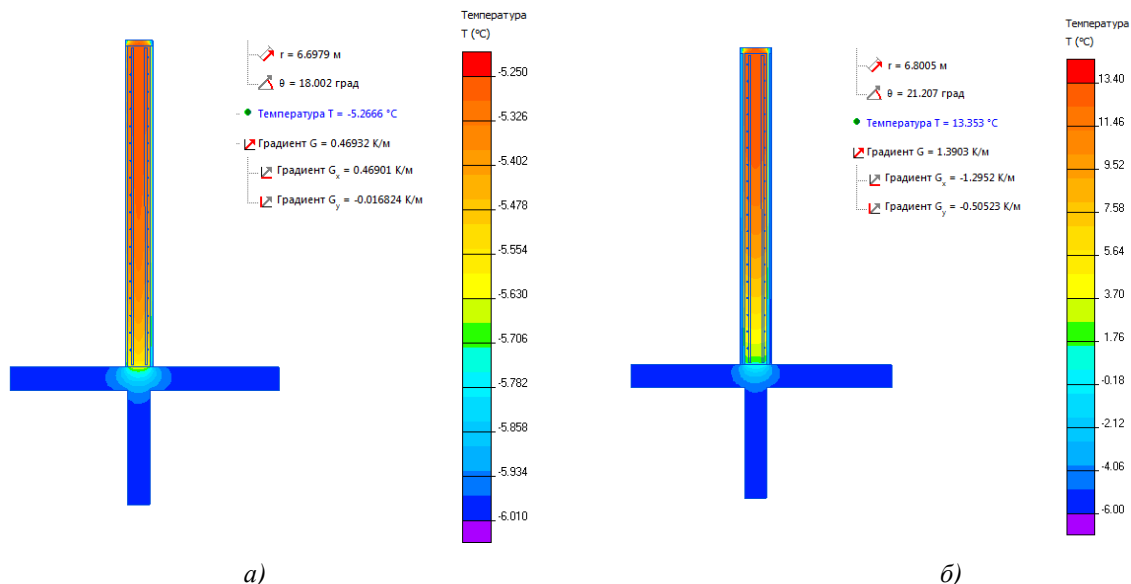 Температура
T (°C)
r = 6.6979 м
θ = 18.002 град
Температура T = -5.2666 °C
Градиент G = 0.46932 К/м
Градиент Gx = 0.46901 К/м
Градиент Gy = -0.016824 К/м
-5.250
-5.326
-5.402
-5.478
-5.554
-5.630
-5.706
-5.782
-5.858
-5.934
-6.010
а)
Температура
T (°C)
r = 6.8005 м
θ = 21.207 град
Температура T = 13.353 °C
Градиент G = 1.3903 К/м
Градиент Gx = -1.2952 К/м
Градиент Gy = -0.50523 К/м
13.40
11.46
9.52
7.58
5.64
3.70
1.76
-0.18
-2.12
-4.06
-6.00
б)